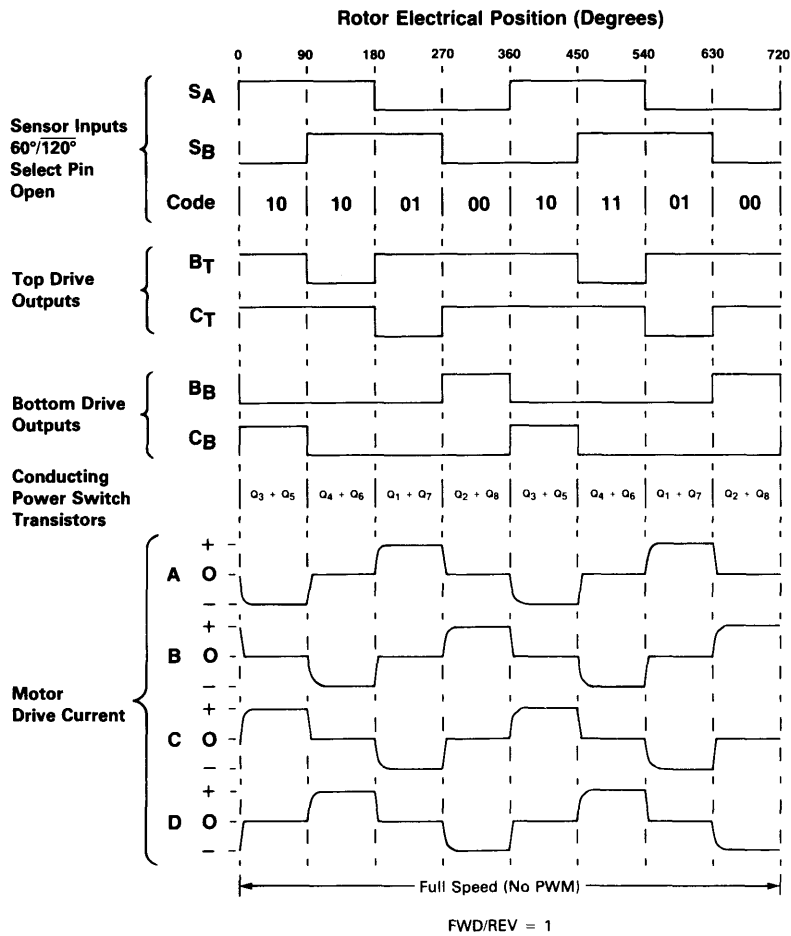 Rotor Electrical Position (Degrees)
0 90 180 270 360 450 540 630 720
Sensor Inputs
60°/120°
Select Pin
Open
SA
SB
Code 10 10 01 00 10 11 01 00
Top Drive
Outputs
BT
CT
Bottom Drive
Outputs
BB
CB
Conducting
Power Switch
Transistors
Q3 + Q5 Q4 + Q6 Q1 + Q7 Q2 + Q8 Q3 + Q5 Q4 + Q6 Q1 + Q7 Q2 + Q8
Motor
Drive Current
+
A O
−
+
B O
−
+
C O
−
+
D O
−
Full Speed (No PWM)
FWD/REV = 1